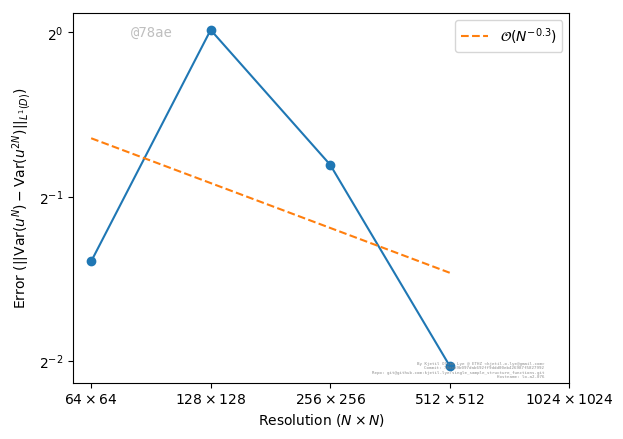 @78ae
O(N^{-0.3})
2^0
2^{-1}
2^{-2}
Error (||Var(u^N) − Var(u^{2N})||_{L^1(D)})
64 × 64
128 × 128
256 × 256
512 × 512
1024 × 1024
Resolution (N × N)